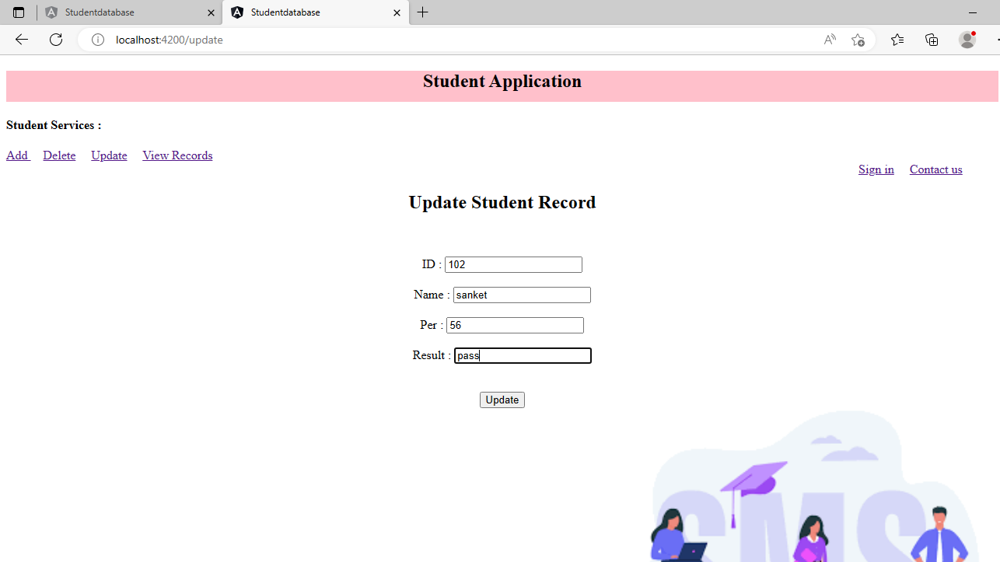 Studentdatabase
Studentdatabase
localhost:4200/update
Student Application
Student Services :
Add Delete Update View Records
Sign in Contact us
Update Student Record
ID : 102
Name : sanket
Per : 56
Result : pass
Update
SMS